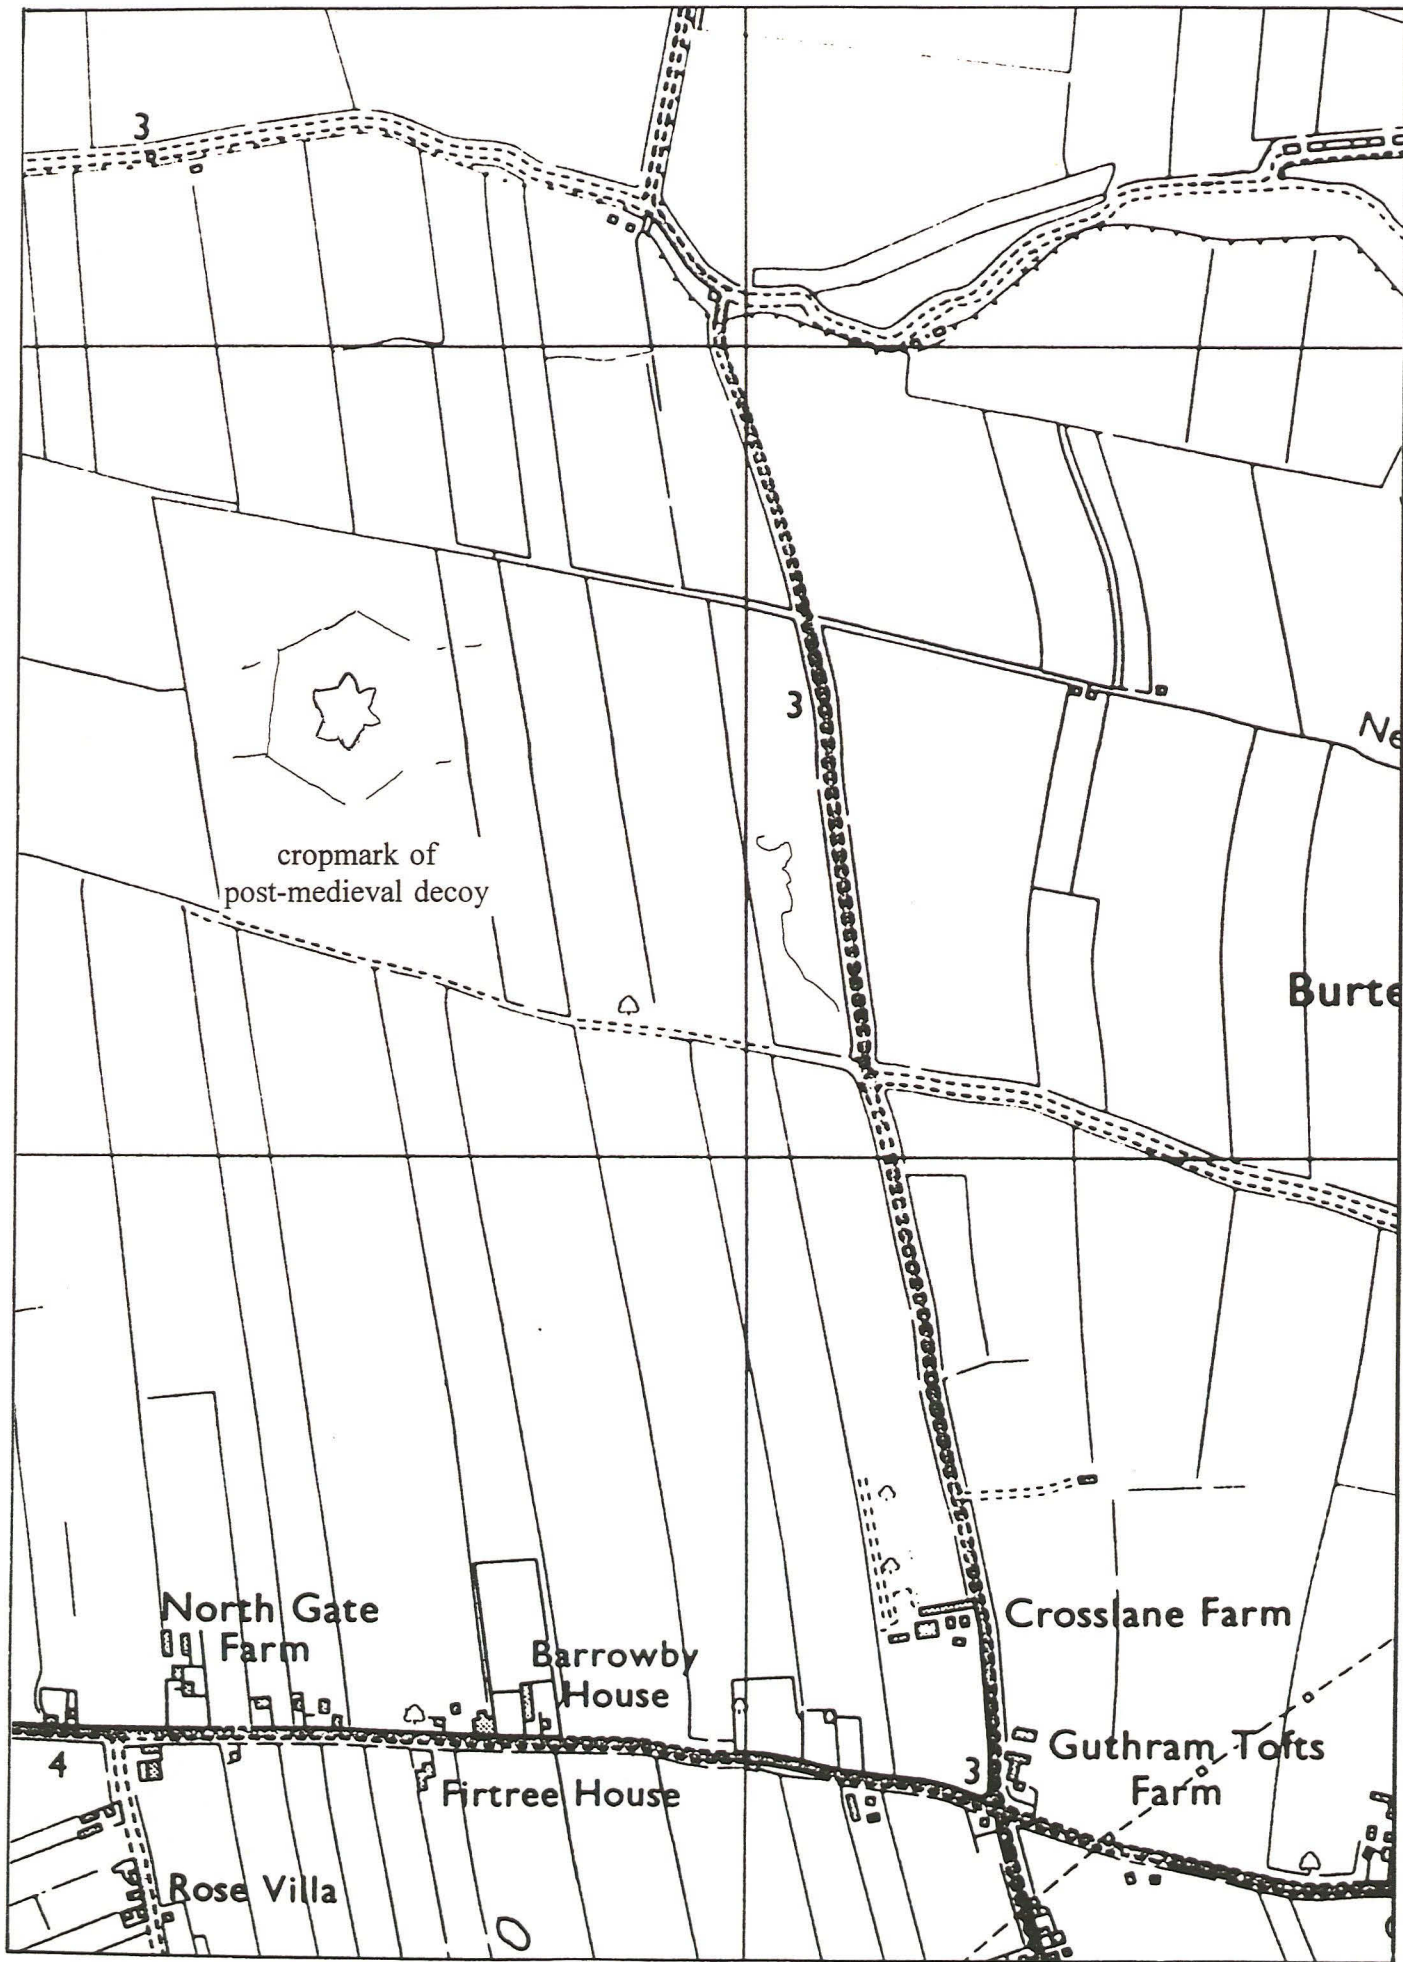 3
3
Ne
cropmark of
post-medieval decoy
Burte
North Gate
Farm
Barrowby
House
Crosslane Farm
4
Firtree House
3
Guthram Tofts
Farm
Rose Villa